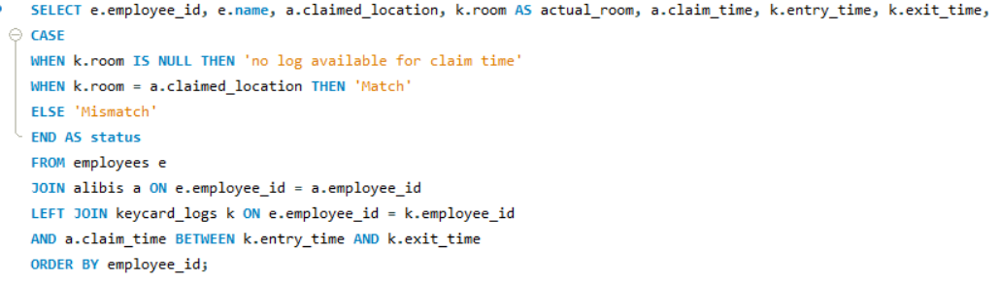 SELECT e.employee_id, e.name, a.claimed_location, k.room AS actual_room, a.claim_time, k.entry_time, k.exit_time,
CASE
WHEN k.room IS NULL THEN 'no log available for claim time'
WHEN k.room = a.claimed_location THEN 'Match'
ELSE 'Mismatch'
END AS status
FROM employees e
JOIN alibis a ON e.employee_id = a.employee_id
LEFT JOIN keycard_logs k ON e.employee_id = k.employee_id
AND a.claim_time BETWEEN k.entry_time AND k.exit_time
ORDER BY employee_id;